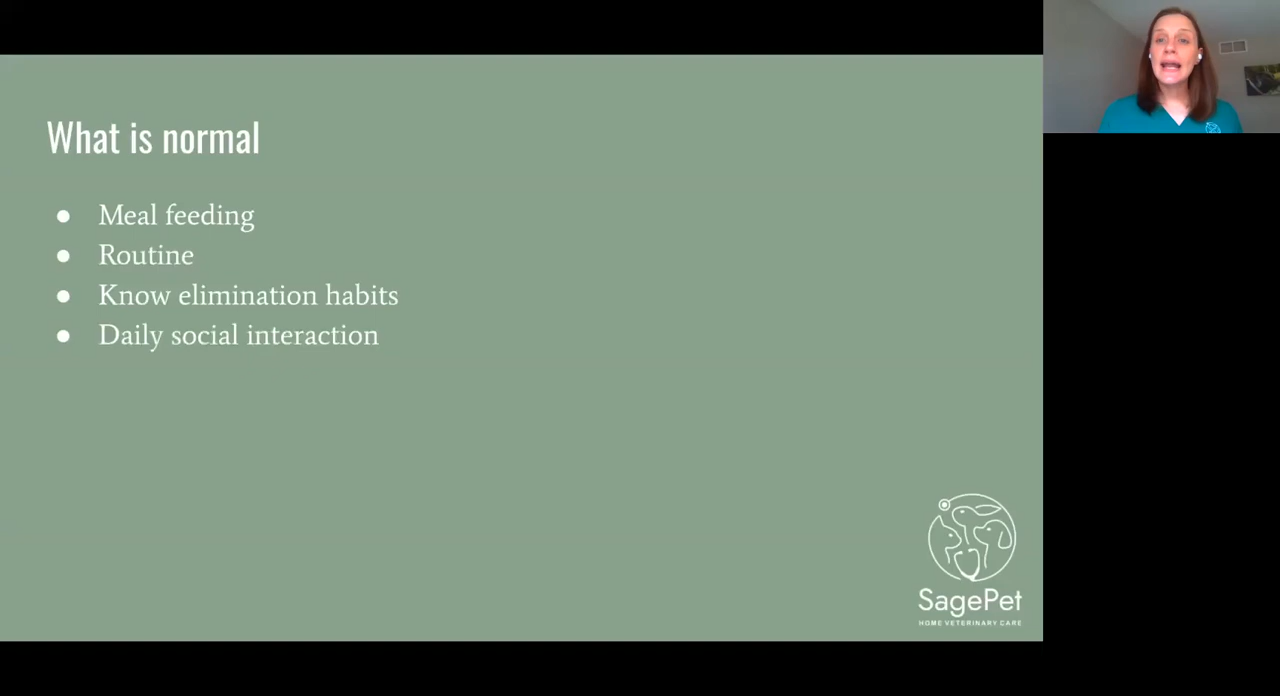 What is normal
● Meal feeding
● Routine
● Know elimination habits
● Daily social interaction
SagePet
HOME VETERINARY CARE